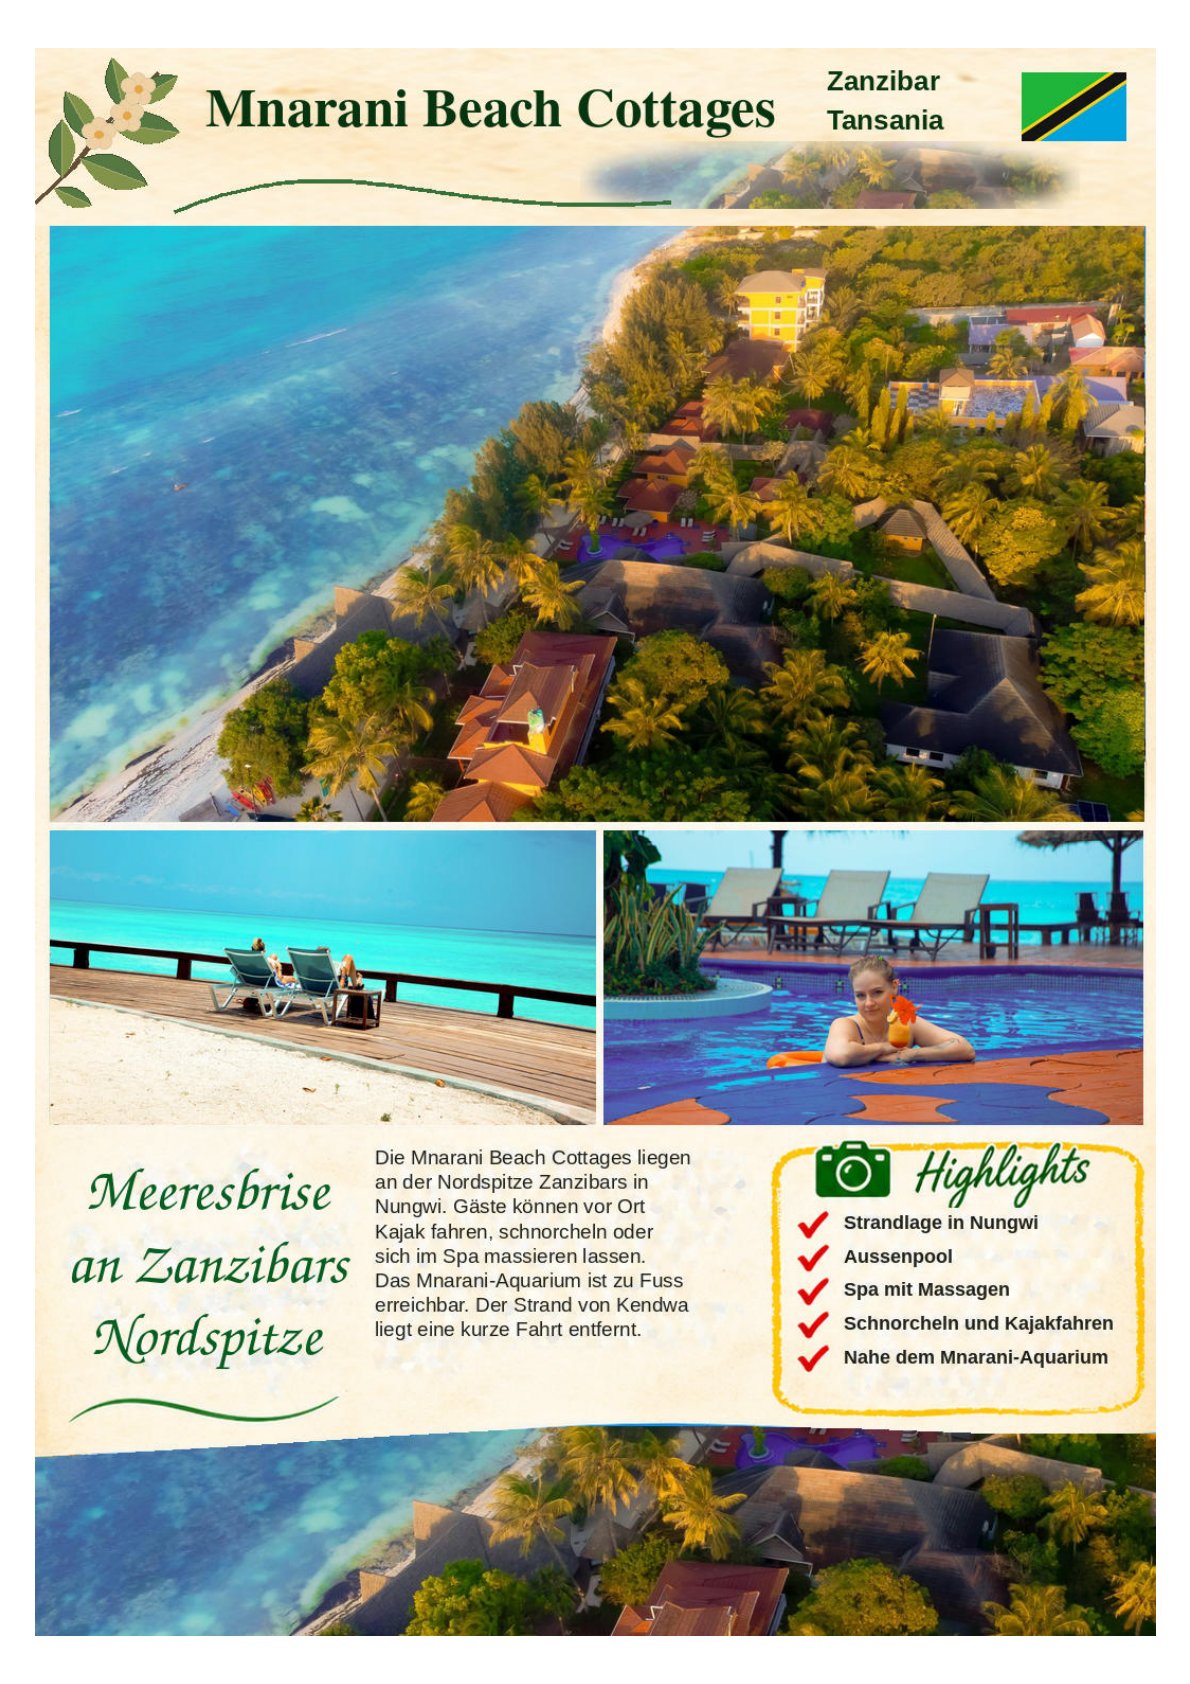 Mnarani Beach Cottages
Zanzibar
Tansania
Meeresbrise
an Zanzibars
Nordspitze
Die Mnarani Beach Cottages liegen
an der Nordspitze Zanzibars in
Nungwi. Gäste können vor Ort
Kajak fahren, schnorcheln oder
sich im Spa massieren lassen.
Das Mnarani-Aquarium ist zu Fuss
erreichbar. Der Strand von Kendwa
liegt eine kurze Fahrt entfernt.
Highlights
Strandlage in Nungwi
Aussenpool
Spa mit Massagen
Schnorcheln und Kajakfahren
Nahe dem Mnarani-Aquarium